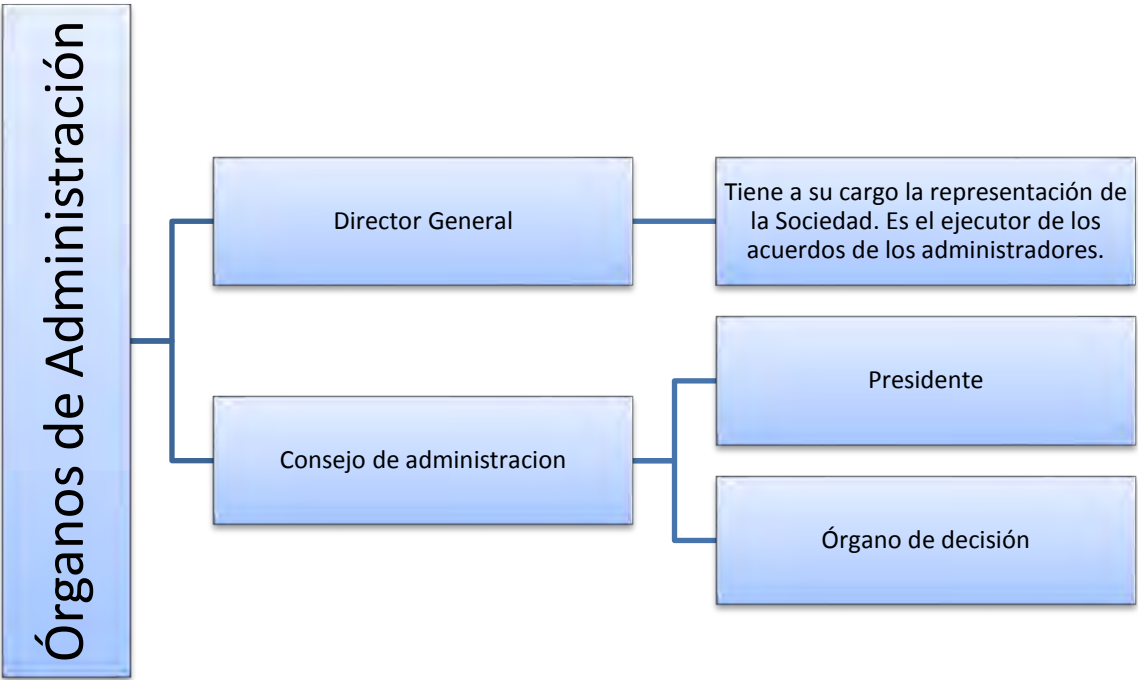 Órganos de Administración
Director General
Tiene a su cargo la representación de
la Sociedad. Es el ejecutor de los
acuerdos de los administradores.
Consejo de administracion
Presidente
Órgano de decisión